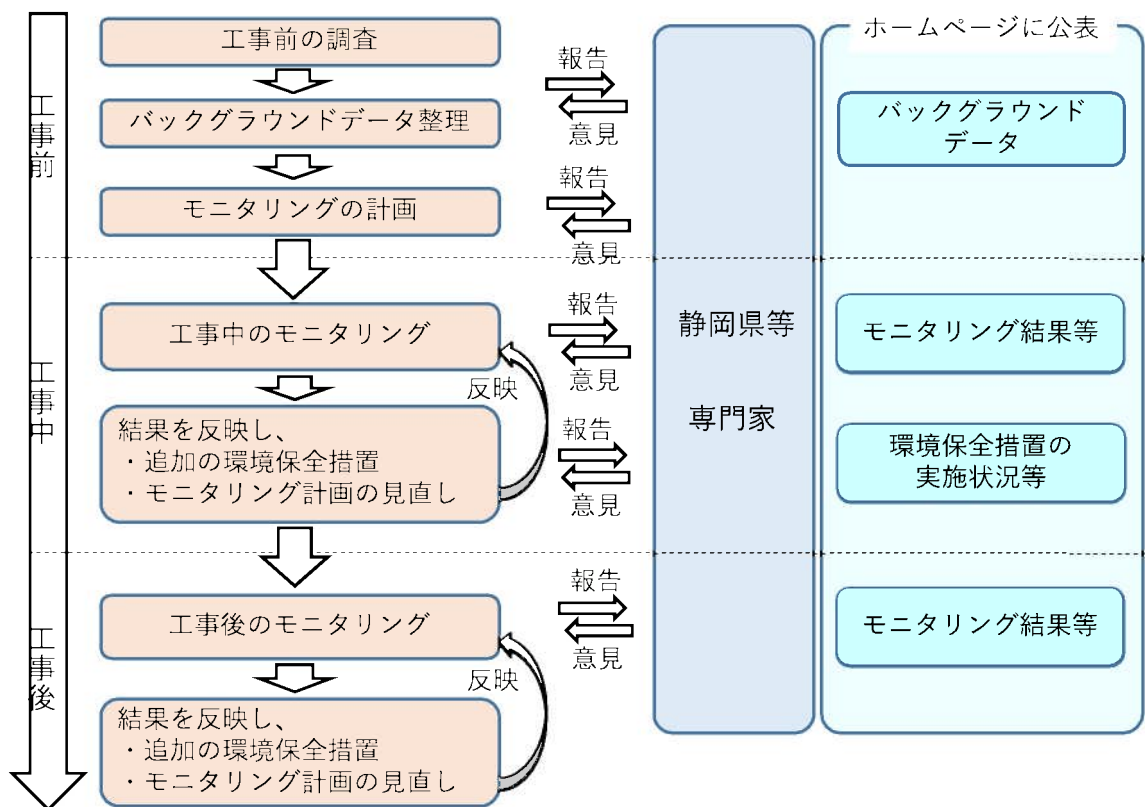 工事前
工事前の調査
バックグラウンドデータ整理
モニタリングの計画
報告
意見
報告
意見
工事中
工事中のモニタリング
反映
結果を反映し、
・追加の環境保全措置
・モニタリング計画の見直し
報告
意見
報告
意見
工事後
工事後のモニタリング
反映
結果を反映し、
・追加の環境保全措置
・モニタリング計画の見直し
報告
意見
静岡県等
専門家
ホームページに公表
バックグラウンド
データ
モニタリング結果等
環境保全措置の
実施状況等
モニタリング結果等